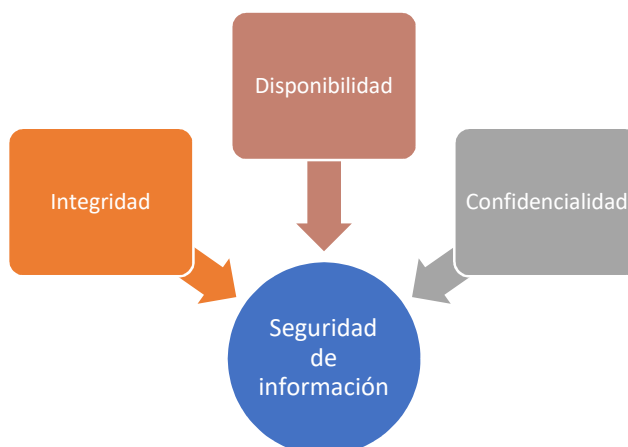 Disponibilidad
Integridad
Confidencialidad
Seguridad
de
información